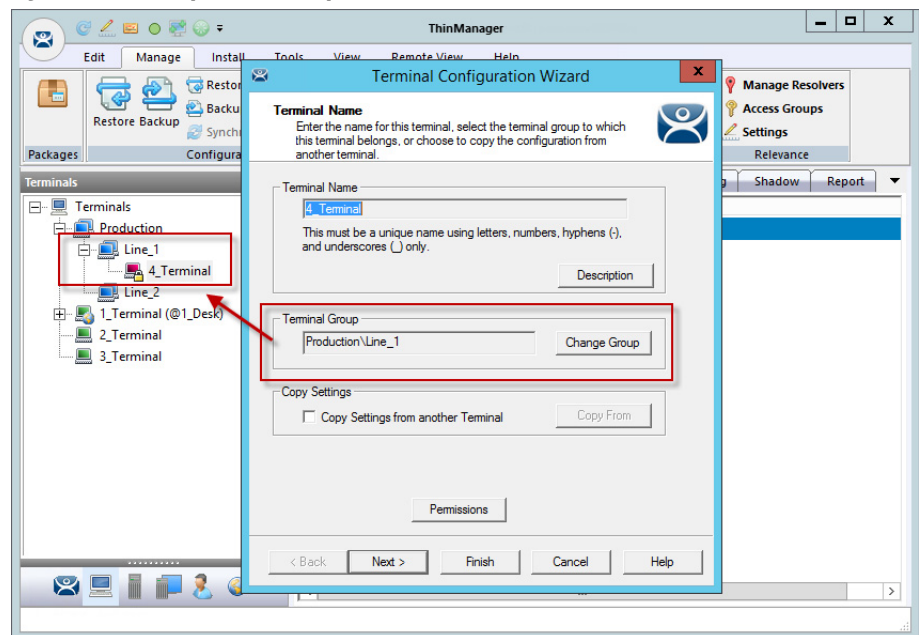 ThinManager
Edit Manage Install Tools View Remote View Help
Packages
Restore Backup
Configura
Manage Resolvers
Access Groups
Settings
Relevance
Terminals
Terminals
Production
Line_1
4_Terminal
Line_2
1_Terminal (@1_Desk)
2_Terminal
3_Terminal
Shadow Report
Terminal Configuration Wizard
Terminal Name
Enter the name for this terminal, select the terminal group to which
this terminal belongs, or choose to copy the configuration from
another terminal.
Terminal Name
4_Terminal
This must be a unique name using letters, numbers, hyphens (-),
and underscores (_) only.
Description
Terminal Group
Production\Line_1
Change Group
Copy Settings
Copy Settings from another Terminal
Copy From
Permissions
< Back Next > Finish Cancel Help